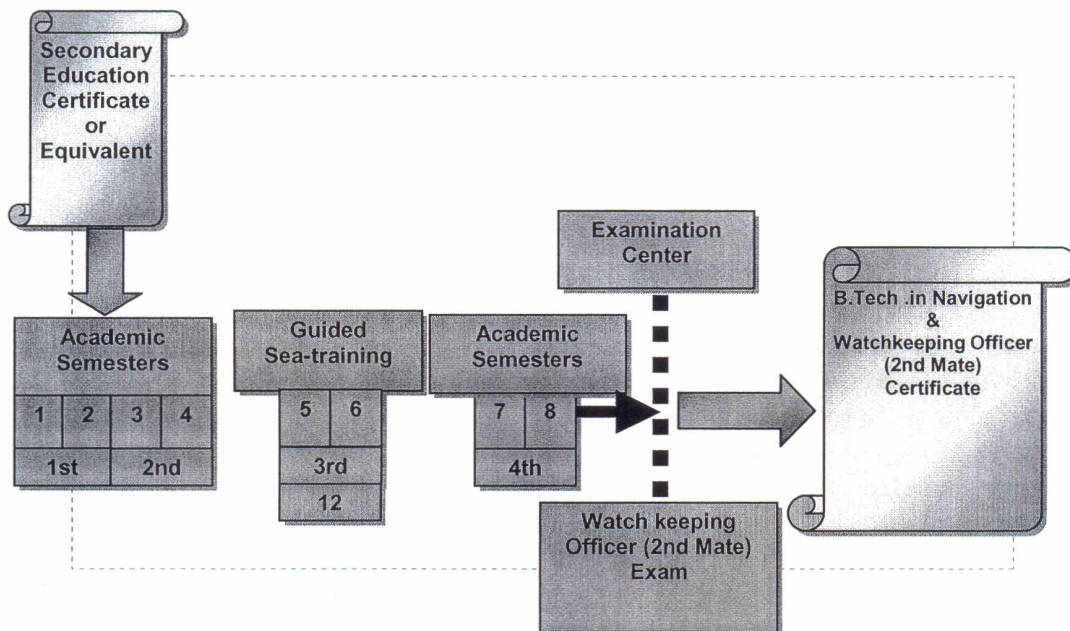 Secondary
Education
Certificate
or
Equivalent
Academic
Semesters
1 2 3 4
1st 2nd
Guided
Sea-training
5 6
3rd
12
Academic
Semesters
7 8
4th
Examination
Center
Watch keeping
Officer (2nd Mate)
Exam
B.Tech .in Navigation
&
Watchkeeping Officer
(2nd Mate)
Certificate